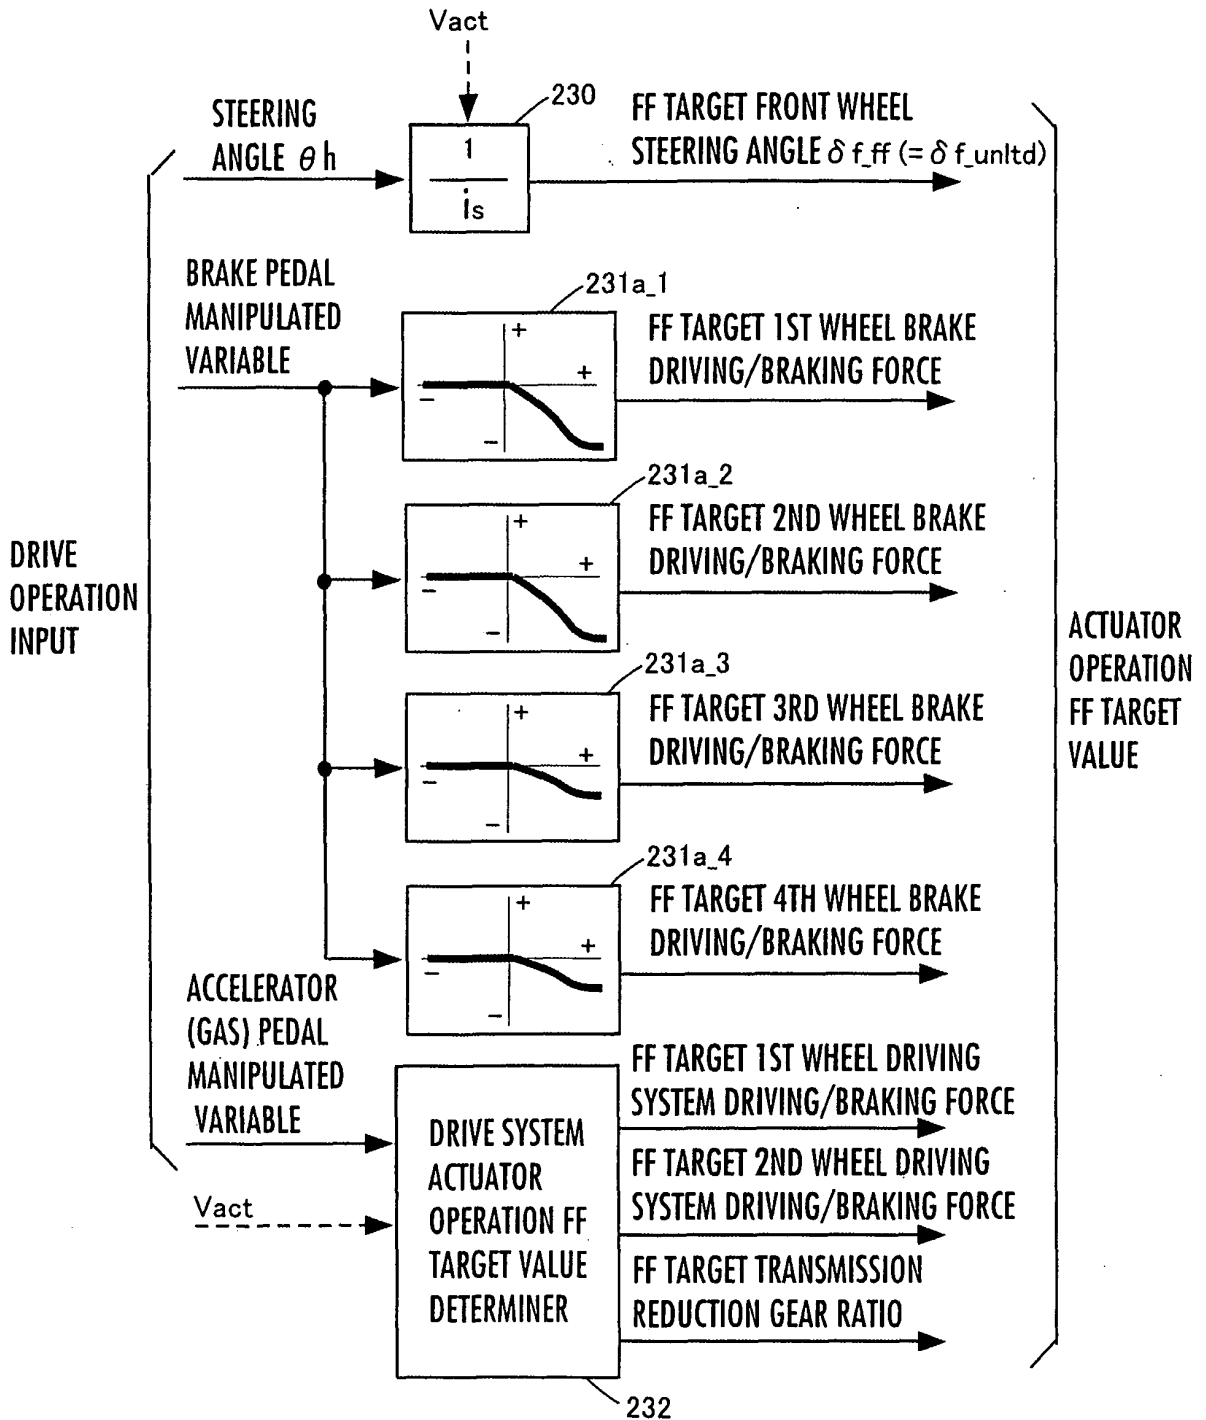 Vact
230
STEERING
ANGLE θh
1
is
FF TARGET FRONT WHEEL
STEERING ANGLE δf_ff (= δf_unltd)
BRAKE PEDAL
MANIPULATED
VARIABLE
231a_1
+
+
−
−
FF TARGET 1ST WHEEL BRAKE
DRIVING/BRAKING FORCE
231a_2
+
+
−
−
FF TARGET 2ND WHEEL BRAKE
DRIVING/BRAKING FORCE
DRIVE
OPERATION
INPUT
231a_3
+
+
−
−
FF TARGET 3RD WHEEL BRAKE
DRIVING/BRAKING FORCE
ACTUATOR
OPERATION
FF TARGET
VALUE
231a_4
+
+
−
−
FF TARGET 4TH WHEEL BRAKE
DRIVING/BRAKING FORCE
ACCELERATOR
(GAS) PEDAL
MANIPULATED
VARIABLE
Vact
DRIVE SYSTEM
ACTUATOR
OPERATION FF
TARGET VALUE
DETERMINER
FF TARGET 1ST WHEEL DRIVING
SYSTEM DRIVING/BRAKING FORCE
FF TARGET 2ND WHEEL DRIVING
SYSTEM DRIVING/BRAKING FORCE
FF TARGET TRANSMISSION
REDUCTION GEAR RATIO
232